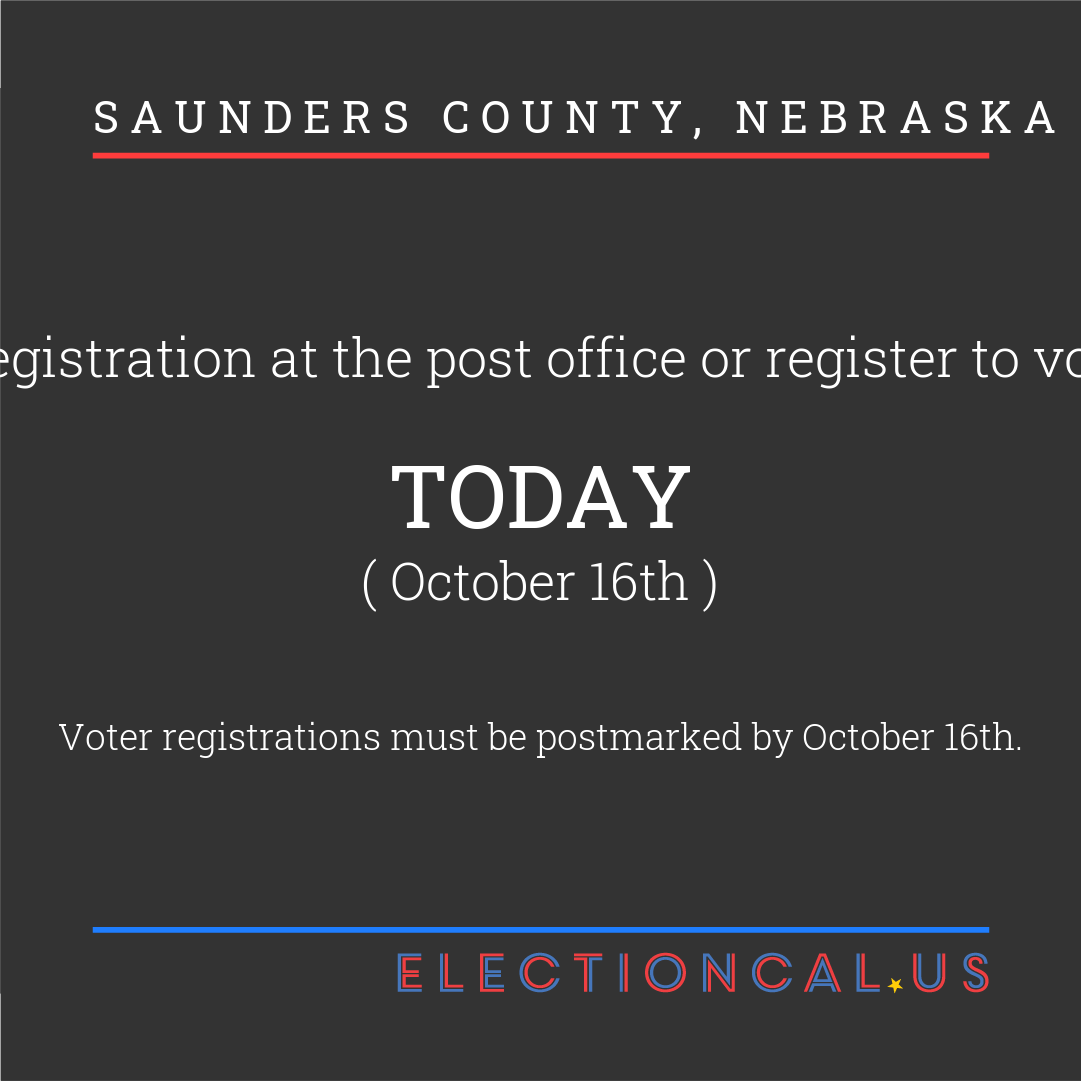 SAUNDERS COUNTY, NEBRASKA
egistration at the post office or register to vo
TODAY
( October 16th )
Voter registrations must be postmarked by October 16th.
ELECTIONCAL.US